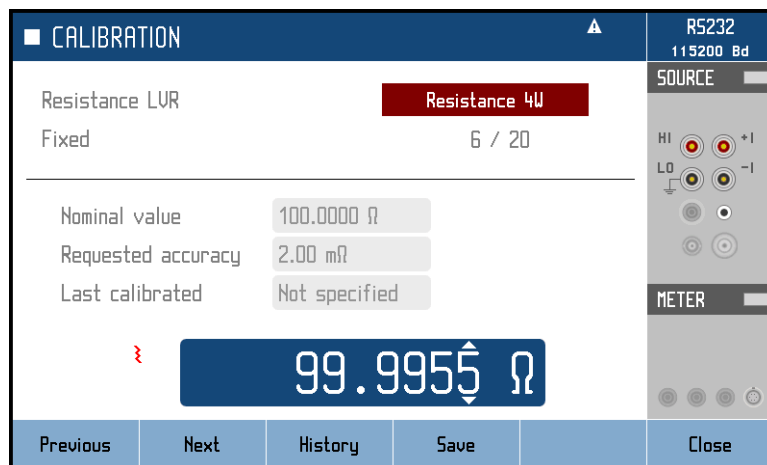 CALIBRATION
RS232
115200 Bd
Resistance LVR
Resistance 4W
Fixed
6 / 20
Nominal value
100.0000 Ω
Requested accuracy
2.00 mΩ
Last calibrated
Not specified
99.9955 Ω
SOURCE
HI
+I
LO
-I
METER
Previous
Next
History
Save
Close